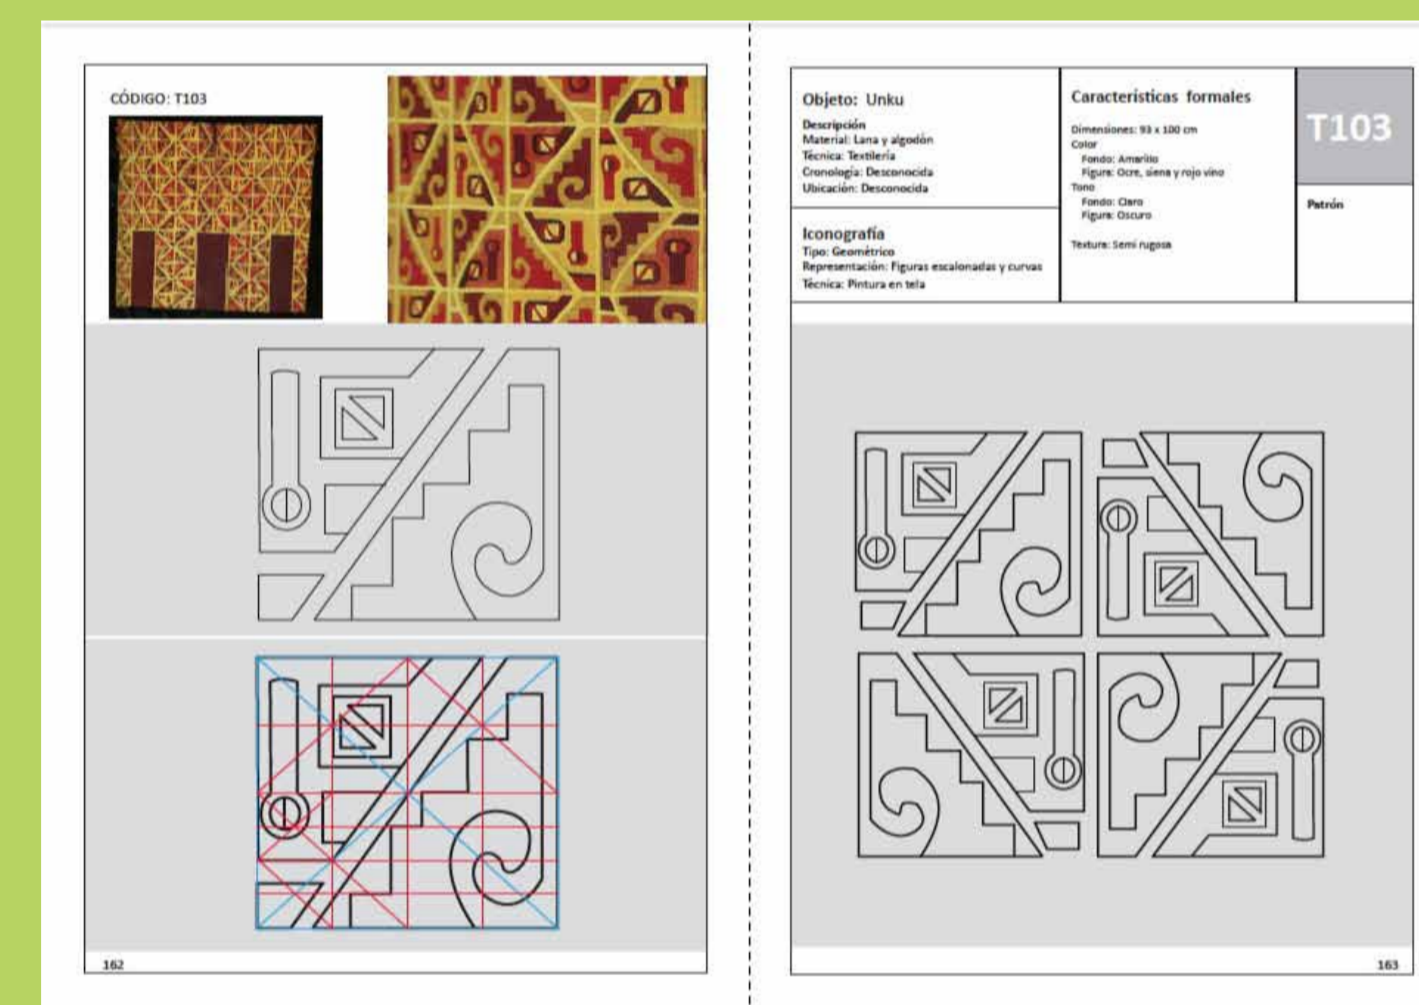 CÓDIGO: T103
162
Objeto: Unku
Descripción
Material: Lana y algodón
Técnica: Textilería
Cronología: Desconocida
Ubicación: Desconocida
Iconografía
Tipo: Geométrico
Representación: Figuras escalonadas y curvas
Técnica: Pintura en tela
Características formales
Dimensiones: 93 x 100 cm
Color
Fondo: Amarillo
Figura: Ocre, siena y rojo vino
Tono
Fondo: Claro
Figura: Oscuro
Textura: Semi rugosa
T103
Patrón
163